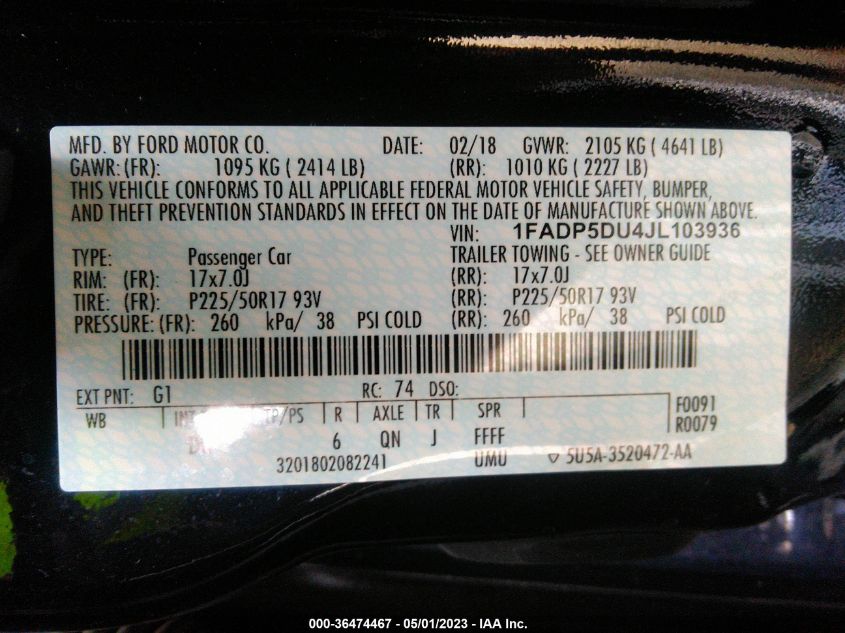 MFD. BY FORD MOTOR CO. DATE: 02/18 GVWR: 2105 KG ( 4641 LB)
GAWR: (FR): 1095 KG ( 2414 LB) (RR): 1010 KG ( 2227 LB)
THIS VEHICLE CONFORMS TO ALL APPLICABLE FEDERAL MOTOR VEHICLE SAFETY, BUMPER,
AND THEFT PREVENTION STANDARDS IN EFFECT ON THE DATE OF MANUFACTURE SHOWN ABOVE.
VIN: 1FADP5DU4JL103936
TYPE: Passenger Car TRAILER TOWING - SEE OWNER GUIDE
RIM: (FR): 17x7.0J (RR): 17x7.0J
TIRE: (FR): P225/50R17 93V (RR): P225/50R17 93V
PRESSURE: (FR): 260 kPa/ 38 PSI COLD (RR): 260 kPa/ 38 PSI COLD
EXT PNT: G1 RC: 74 DSO:
WB TP/PS R AXLE TR SPR F0091
R0079
6 QN J FFFF
3201802082241 UMU 5U5A-3520472-AA
000-36474467 - 05/01/2023 - IAA Inc.